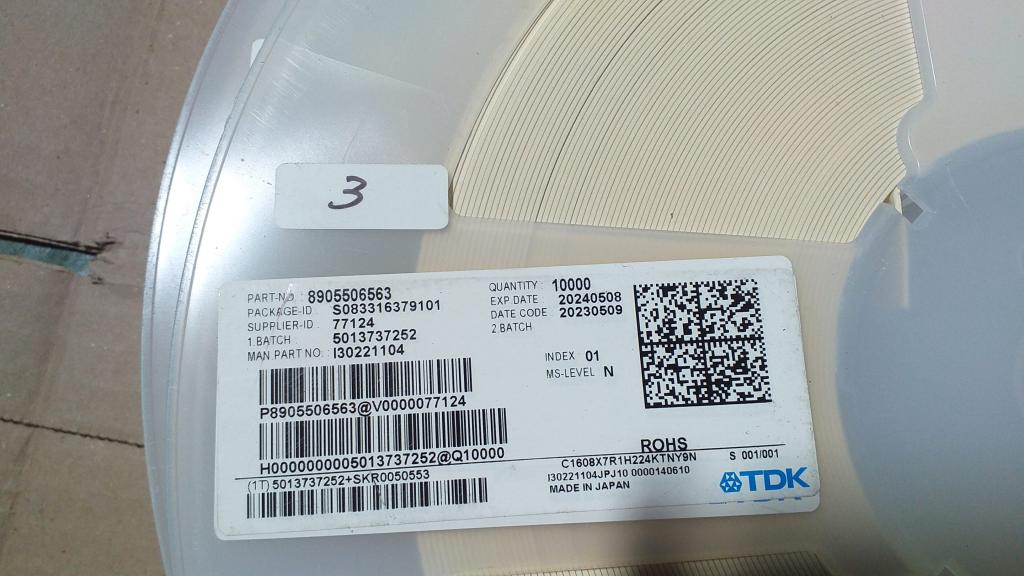 3
PART-NO. : 8905506563
PACKAGE-ID : S083316379101
SUPPLIER-ID . : 77124
1.BATCH : 5013737252
MAN PART NO. : I30221104
QUANTITY : 10000
EXP DATE : 20240508
DATE CODE : 20230509
2 BATCH
INDEX 01
MS-LEVEL N
P8905506563@V0000077124
H0000000005013737252@Q10000
(1T) 5013737252+SKR0050553
ROHS
C1608X7R1H224KTNY9N S 001/001
I30221104JPJ10 0000140610
MADE IN JAPAN
TDK